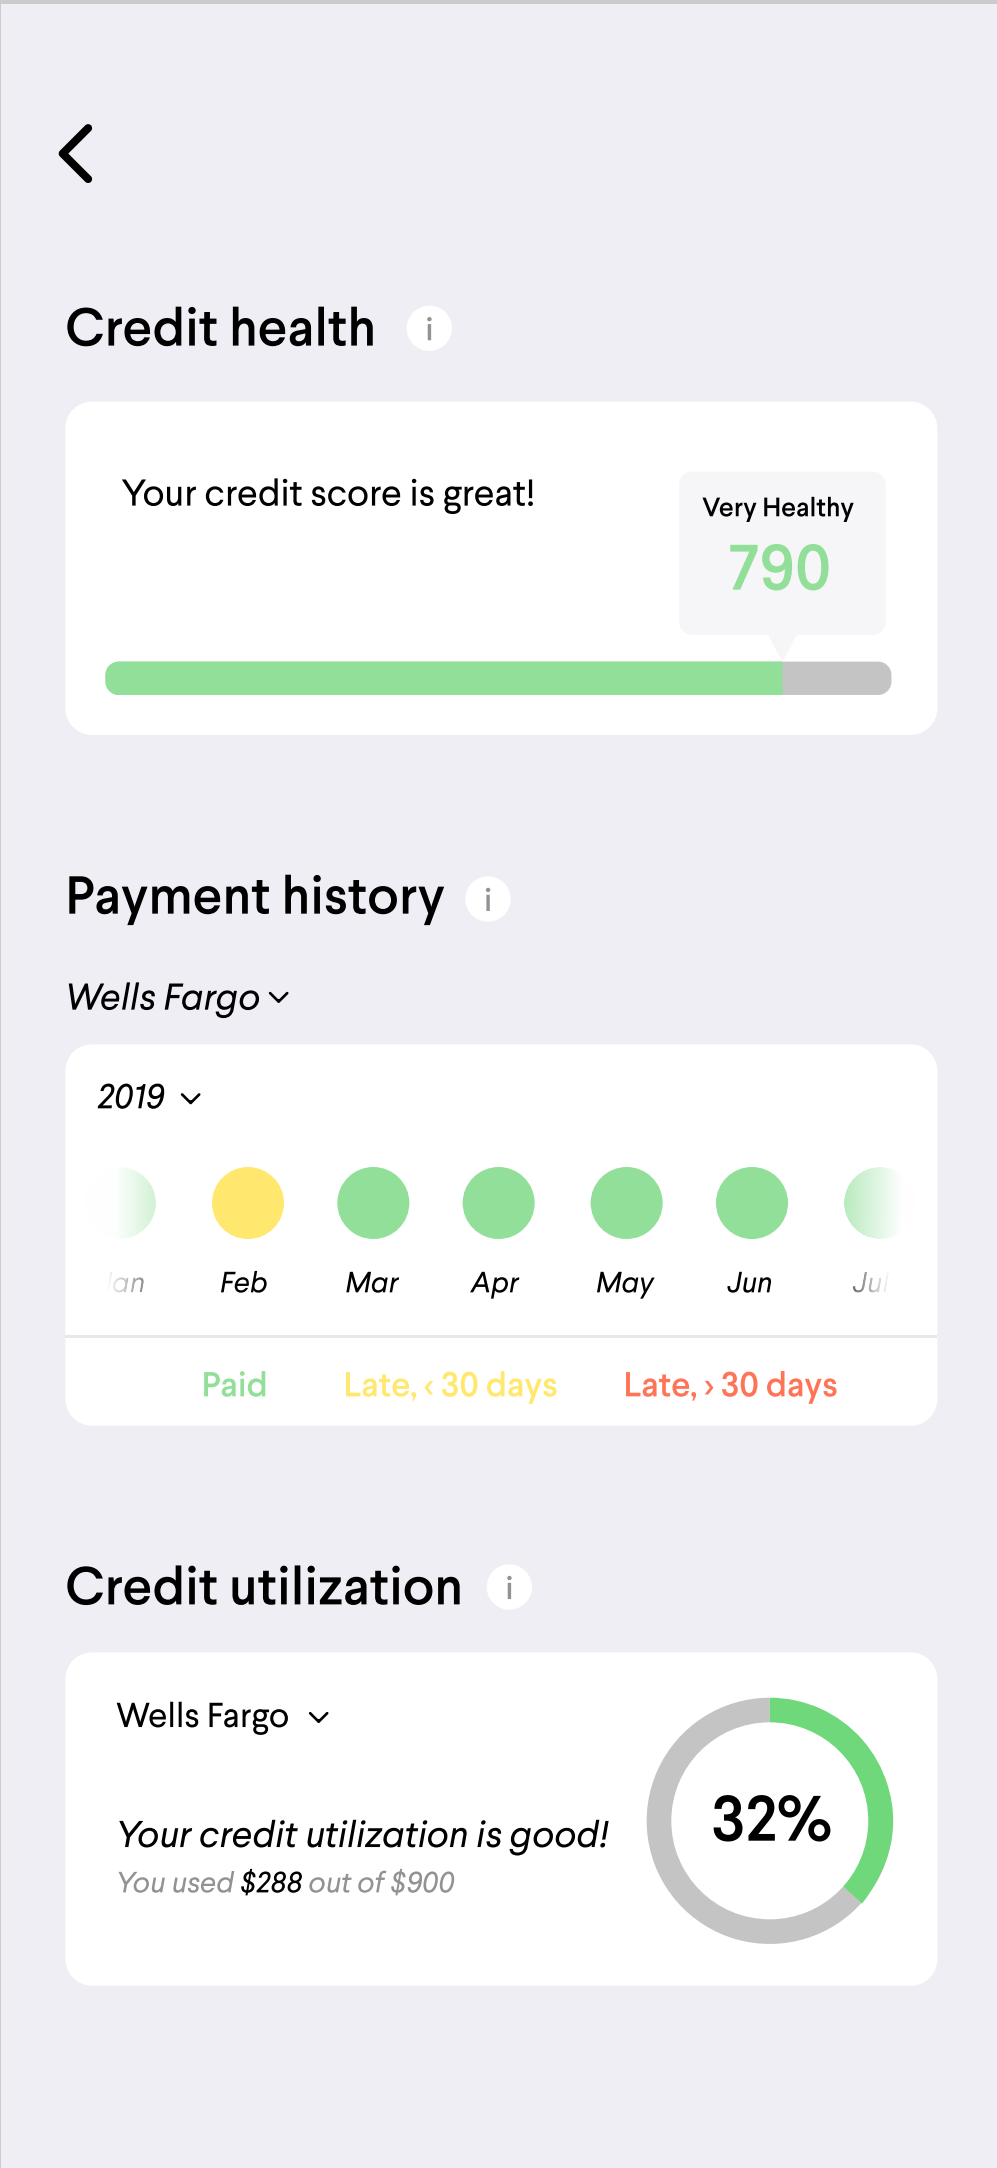 Credit health i
Your credit score is great!
Very Healthy
790
Payment history i
Wells Fargo
2019
Jan Feb Mar Apr May Jun Jul
Paid Late, < 30 days Late, > 30 days
Credit utilization i
Wells Fargo
32%
Your credit utilization is good!
You used $288 out of $900